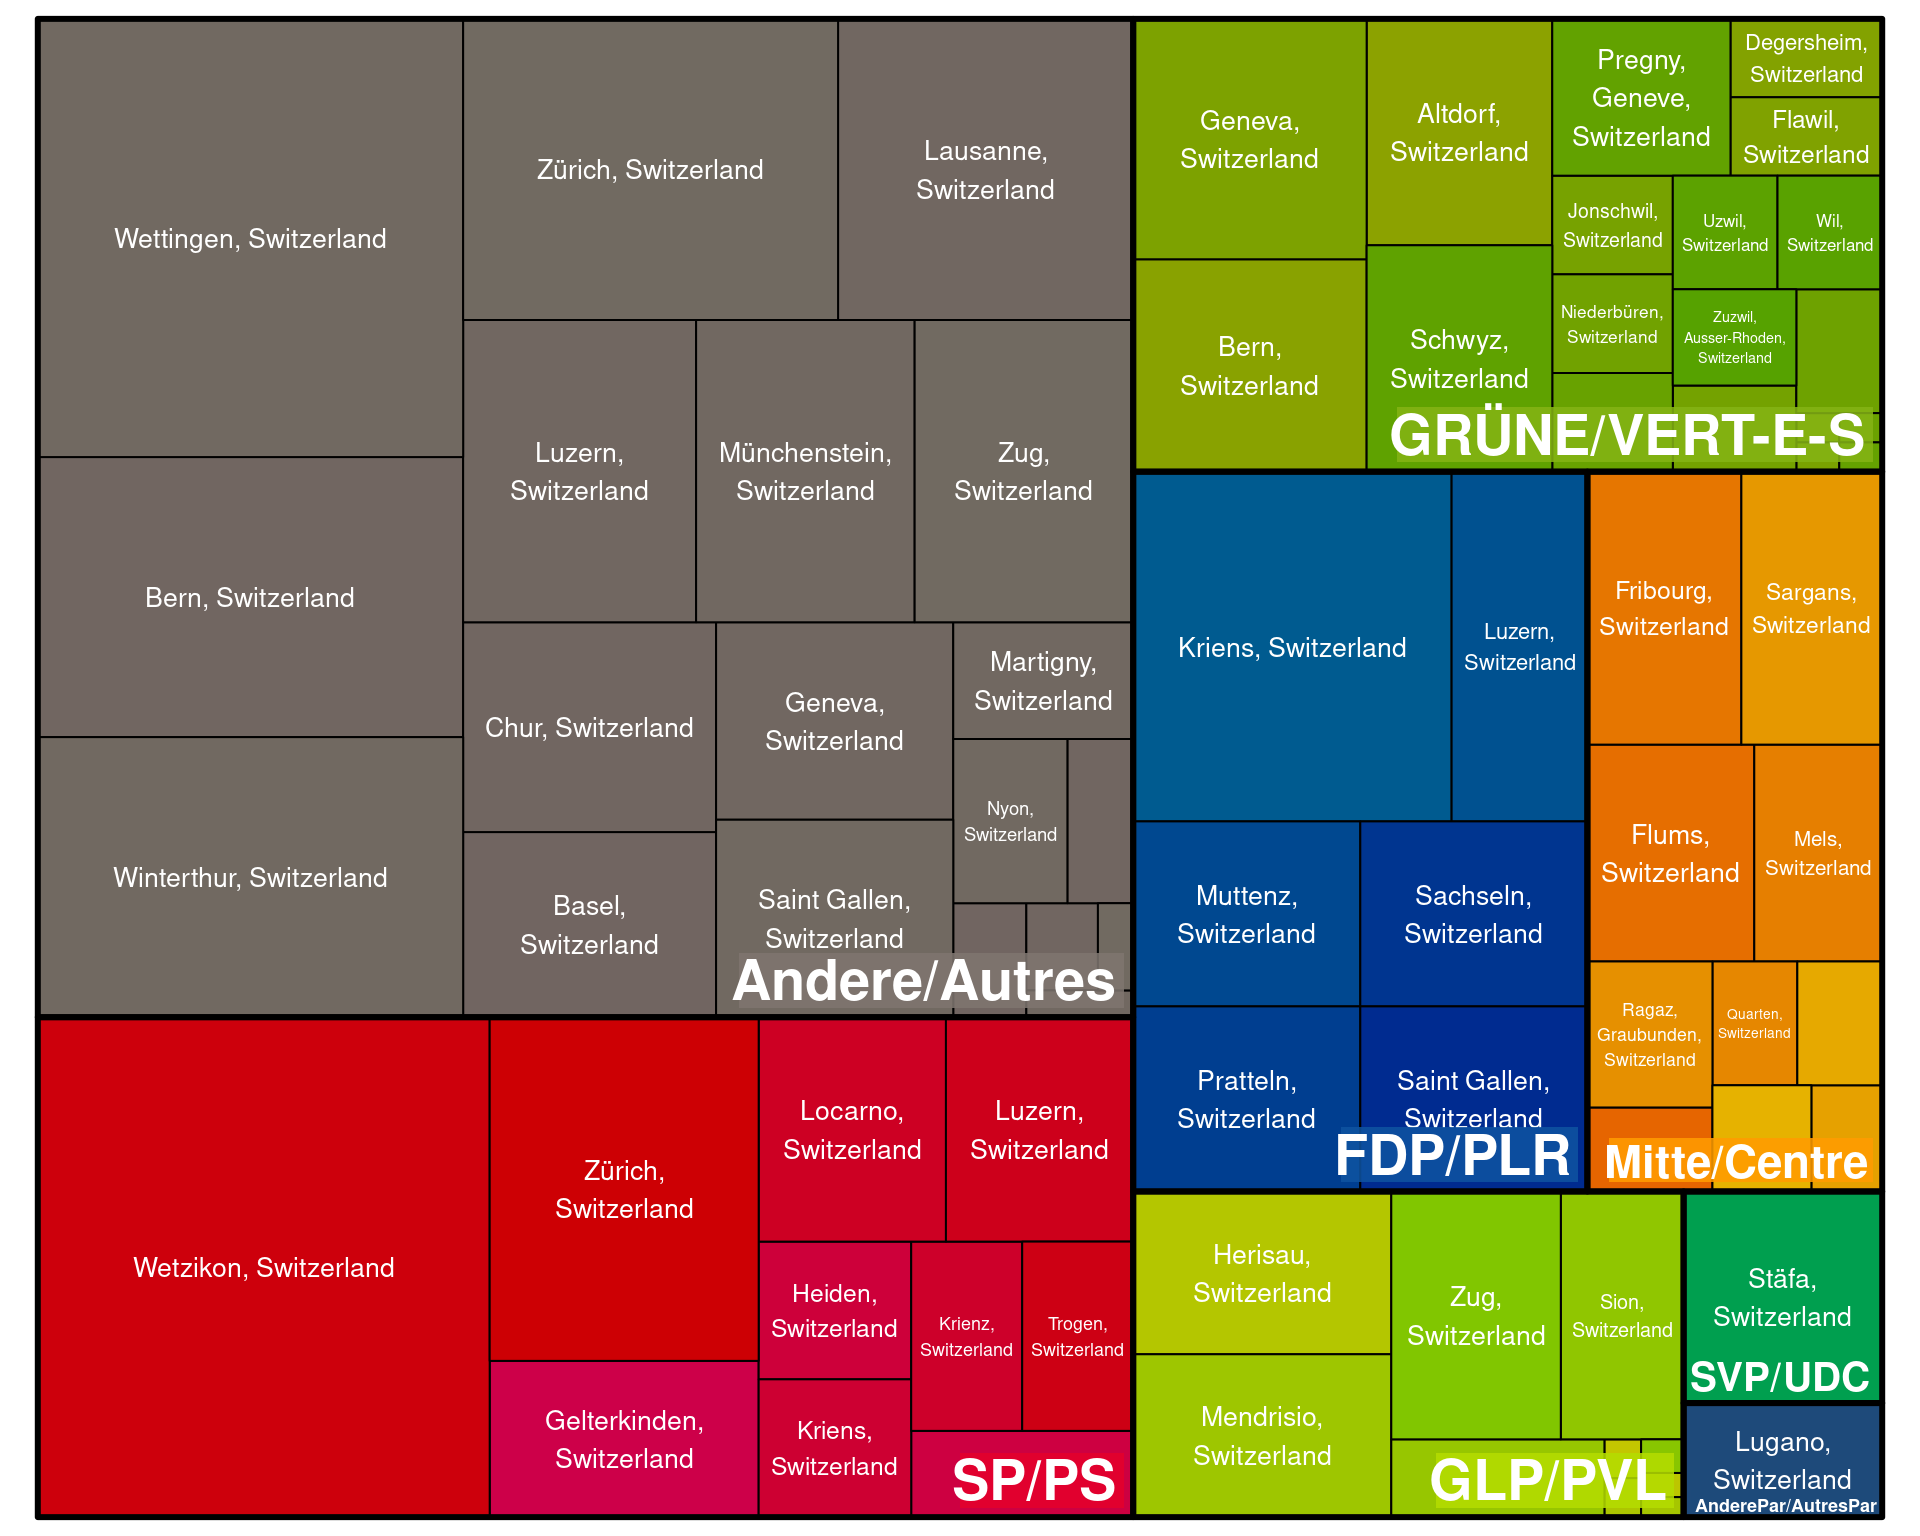 Wettingen, Switzerland
Zürich, Switzerland
Lausanne,
Switzerland
Bern, Switzerland
Luzern,
Switzerland
Münchenstein,
Switzerland
Zug,
Switzerland
Winterthur, Switzerland
Chur, Switzerland
Geneva,
Switzerland
Martigny,
Switzerland
Nyon,
Switzerland
Basel,
Switzerland
Saint Gallen,
Switzerland
Andere/Autres
Wetzikon, Switzerland
Zürich,
Switzerland
Locarno,
Switzerland
Luzern,
Switzerland
Gelterkinden,
Switzerland
Heiden,
Switzerland
Krienz,
Switzerland
Trogen,
Switzerland
Kriens,
Switzerland
SP/PS
Geneva,
Switzerland
Altdorf,
Switzerland
Pregny,
Geneve,
Switzerland
Degersheim,
Switzerland
Flawil,
Switzerland
Bern,
Switzerland
Schwyz,
Switzerland
Jonschwil,
Switzerland
Uzwil,
Switzerland
Wil,
Switzerland
Niederbüren,
Switzerland
Zuzwil,
Ausser-Rhoden,
Switzerland
GRÜNE/VERT-E-S
Kriens, Switzerland
Luzern,
Switzerland
Muttenz,
Switzerland
Sachseln,
Switzerland
Pratteln,
Switzerland
Saint Gallen,
Switzerland
FDP/PLR
Fribourg,
Switzerland
Sargans,
Switzerland
Flums,
Switzerland
Mels,
Switzerland
Ragaz,
Graubunden,
Switzerland
Quarten,
Switzerland
Mitte/Centre
Herisau,
Switzerland
Zug,
Switzerland
Sion,
Switzerland
Mendrisio,
Switzerland
GLP/PVL
Stäfa,
Switzerland
SVP/UDC
Lugano,
Switzerland
AnderePar/AutresPar